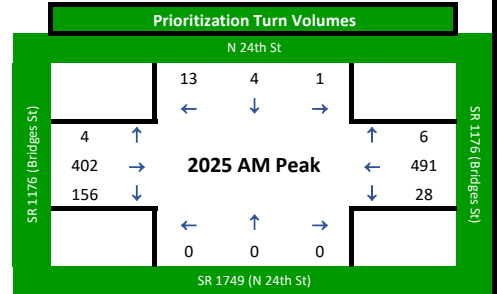 Prioritization Turn Volumes
N 24th St
13 4 1
← ↓ →
SR 1176 (Bridges St)
4 ↑
402 →
156 ↓
2025 AM Peak
↑ 6
← 491
↓ 28
SR 1176 (Bridges St)
← ↑ →
0 0 0
SR 1749 (N 24th St)